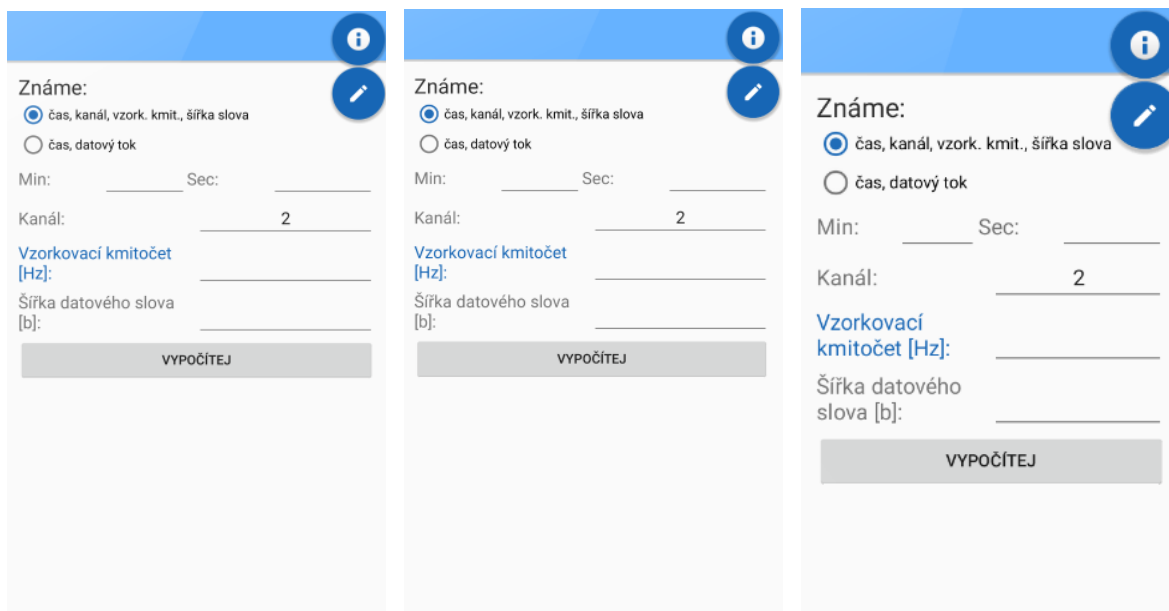 Známe:
čas, kanál, vzork. kmit., šířka slova
čas, datový tok
Min: Sec:
Kanál: 2
Vzorkovací kmitočet
[Hz]:
Šířka datového slova
[b]:
VYPOČÍTEJ
Známe:
čas, kanál, vzork. kmit., šířka slova
čas, datový tok
Min: Sec:
Kanál: 2
Vzorkovací kmitočet
[Hz]:
Šířka datového slova
[b]:
VYPOČÍTEJ
Známe:
čas, kanál, vzork. kmit., šířka slova
čas, datový tok
Min: Sec:
Kanál: 2
Vzorkovací
kmitočet [Hz]:
Šířka datového
slova [b]:
VYPOČÍTEJ